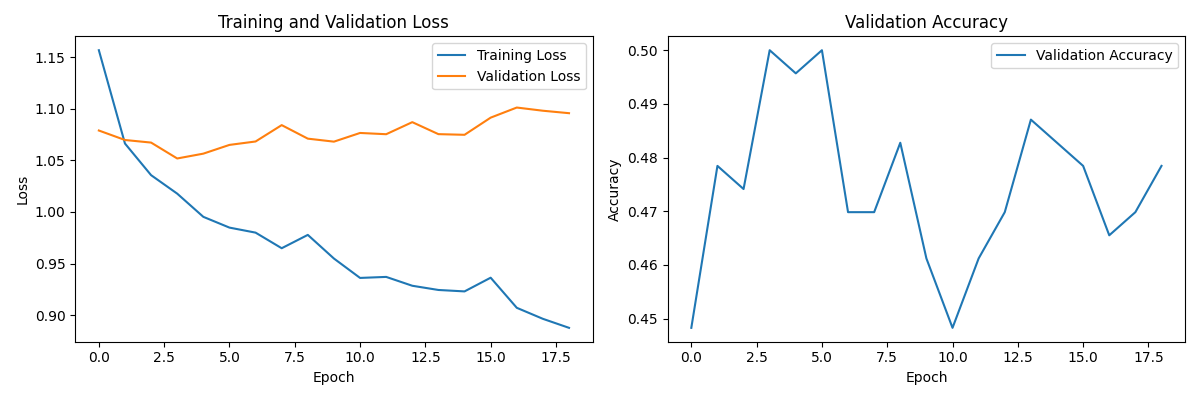 Training and Validation Loss
Training Loss
Validation Loss
1.15
1.10
1.05
1.00
0.95
0.90
Loss
0.0 2.5 5.0 7.5 10.0 12.5 15.0 17.5
Epoch
Validation Accuracy
Validation Accuracy
0.50
0.49
0.48
0.47
0.46
0.45
Accuracy
0.0 2.5 5.0 7.5 10.0 12.5 15.0 17.5
Epoch